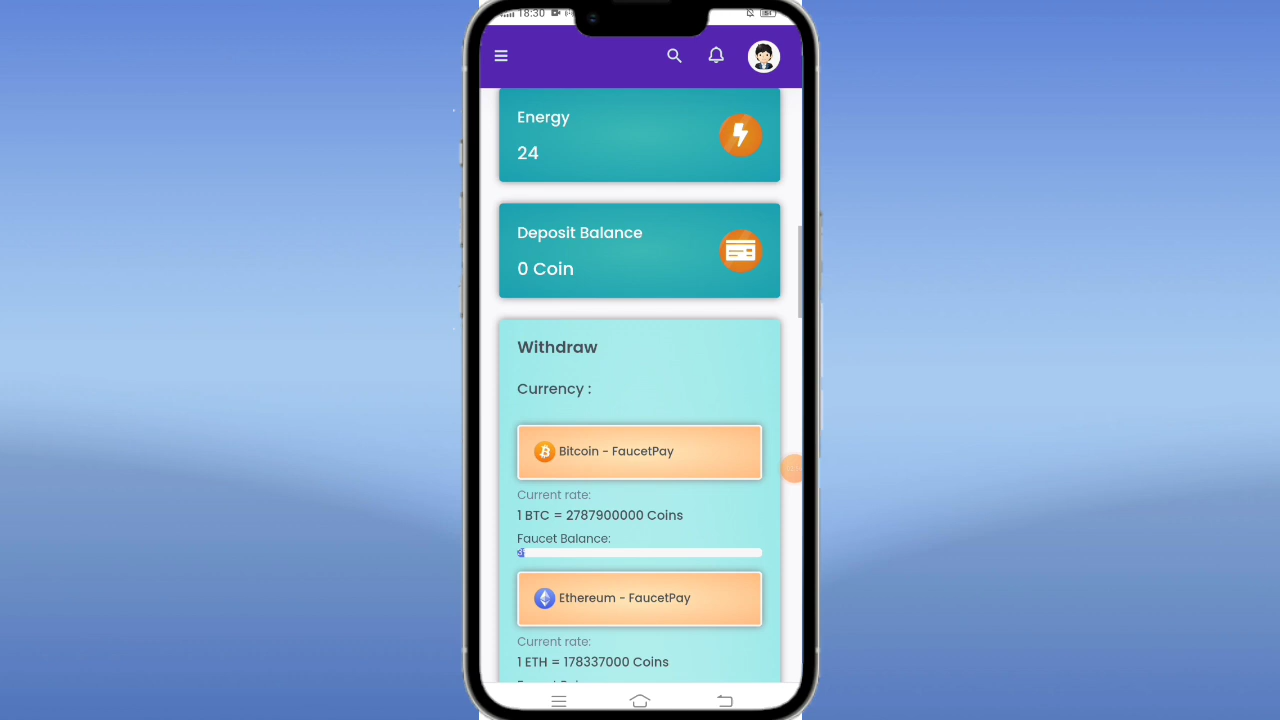 18:30
Energy
24
Deposit Balance
0 Coin
Withdraw
Currency :
Bitcoin - FaucetPay
Current rate:
1 BTC = 2787900000 Coins
Faucet Balance:
Ethereum - FaucetPay
Current rate:
1 ETH = 178337000 Coins